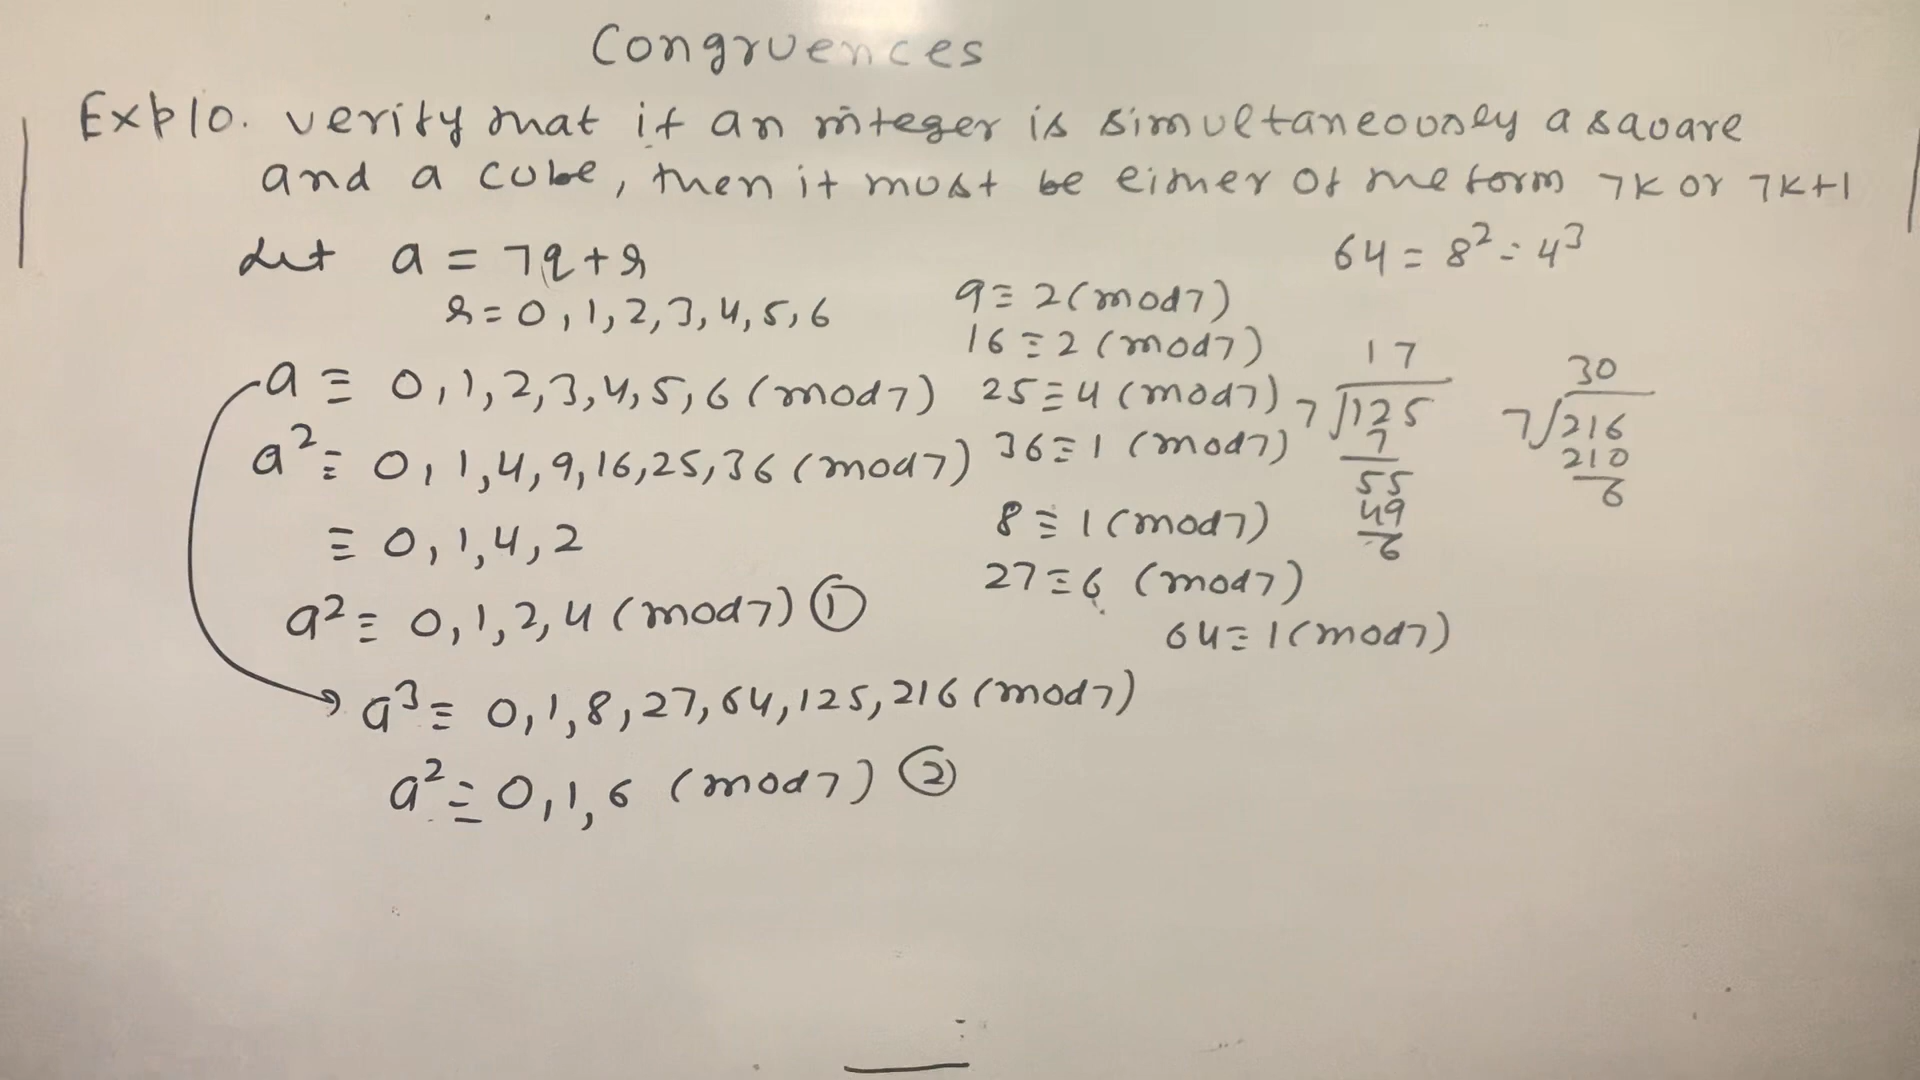 Congruences
Exp10. verify that if an integer is simultaneously a square
and a cube, then it must be either of the form 7k or 7k+1
64 = 8² = 4³
Let a = 7q+r
r = 0, 1, 2, 3, 4, 5, 6
a ≡ 0, 1, 2, 3, 4, 5, 6 (mod 7)
a² ≡ 0, 1, 4, 9, 16, 25, 36 (mod 7)
≡ 0, 1, 4, 2
a² ≡ 0, 1, 2, 4 (mod 7) ①
a³ ≡ 0, 1, 8, 27, 64, 125, 216 (mod 7)
a² ≡ 0, 1, 6 (mod 7) ②
9 ≡ 2 (mod 7)
16 ≡ 2 (mod 7)
25 ≡ 4 (mod 7)
36 ≡ 1 (mod 7)
8 ≡ 1 (mod 7)
27 ≡ 6 (mod 7)
64 ≡ 1 (mod 7)
17
7√125
7
55
49
6
30
7√216
210
6